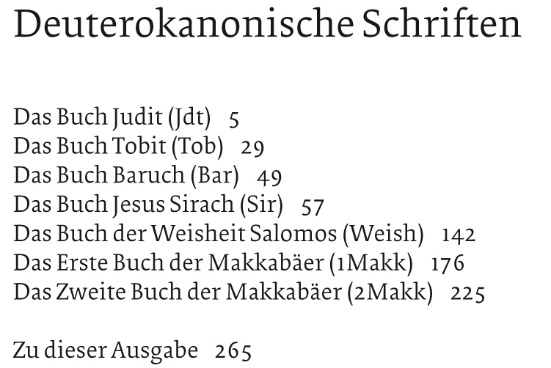 Deuterokanonische Schriften
Das Buch Judit (Jdt) 5
Das Buch Tobit (Tob) 29
Das Buch Baruch (Bar) 49
Das Buch Jesus Sirach (Sir) 57
Das Buch der Weisheit Salomos (Weish) 142
Das Erste Buch der Makkabäer (1Makk) 176
Das Zweite Buch der Makkabäer (2Makk) 225
Zu dieser Ausgabe 265